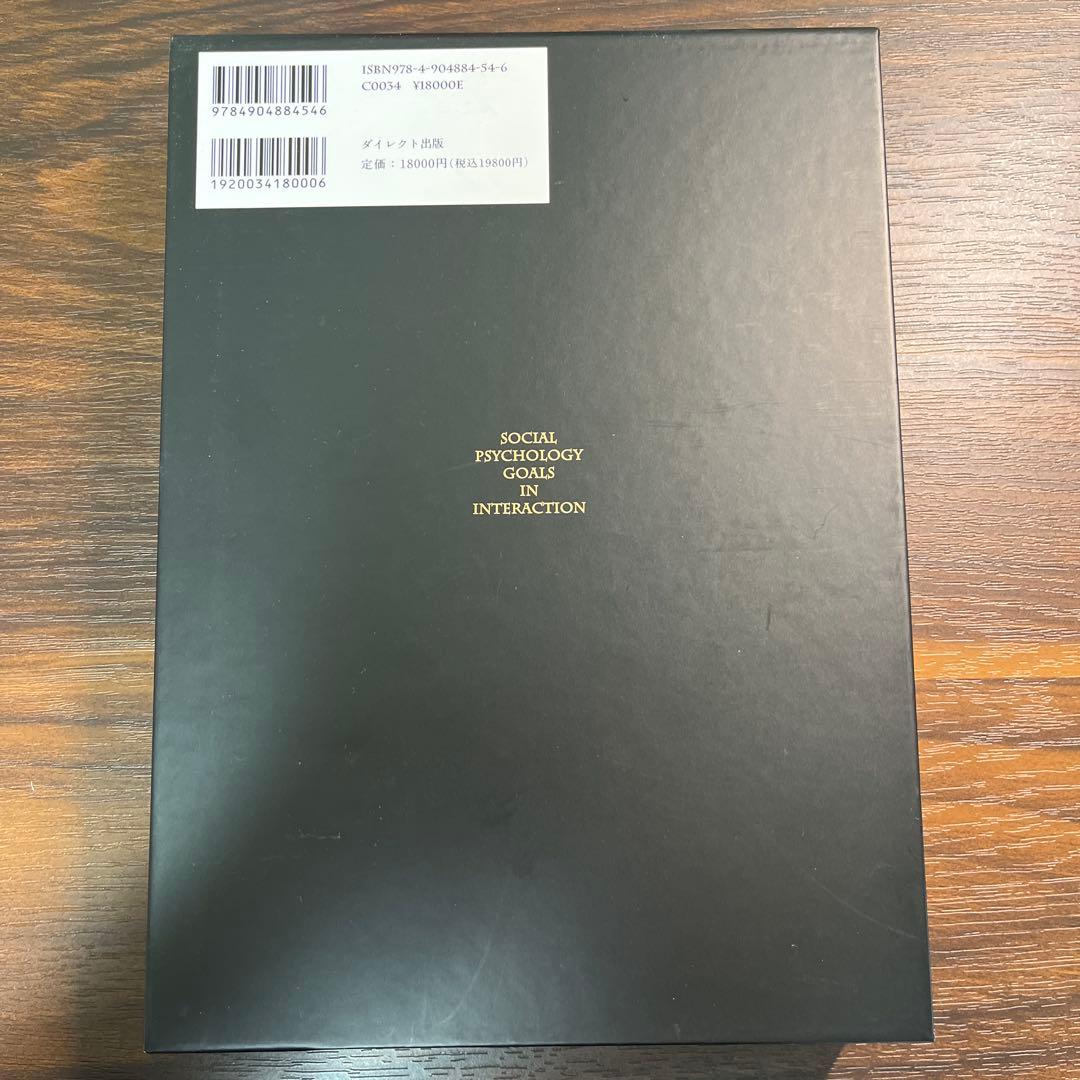 ISBN978-4-904884-54-6
C0034 ¥18000E
9784904884546
ダイレクト出版
定価：18000円(税込19800円)
1920034180006
SOCIAL
PSYCHOLOGY
GOALS
IN
INTERACTION